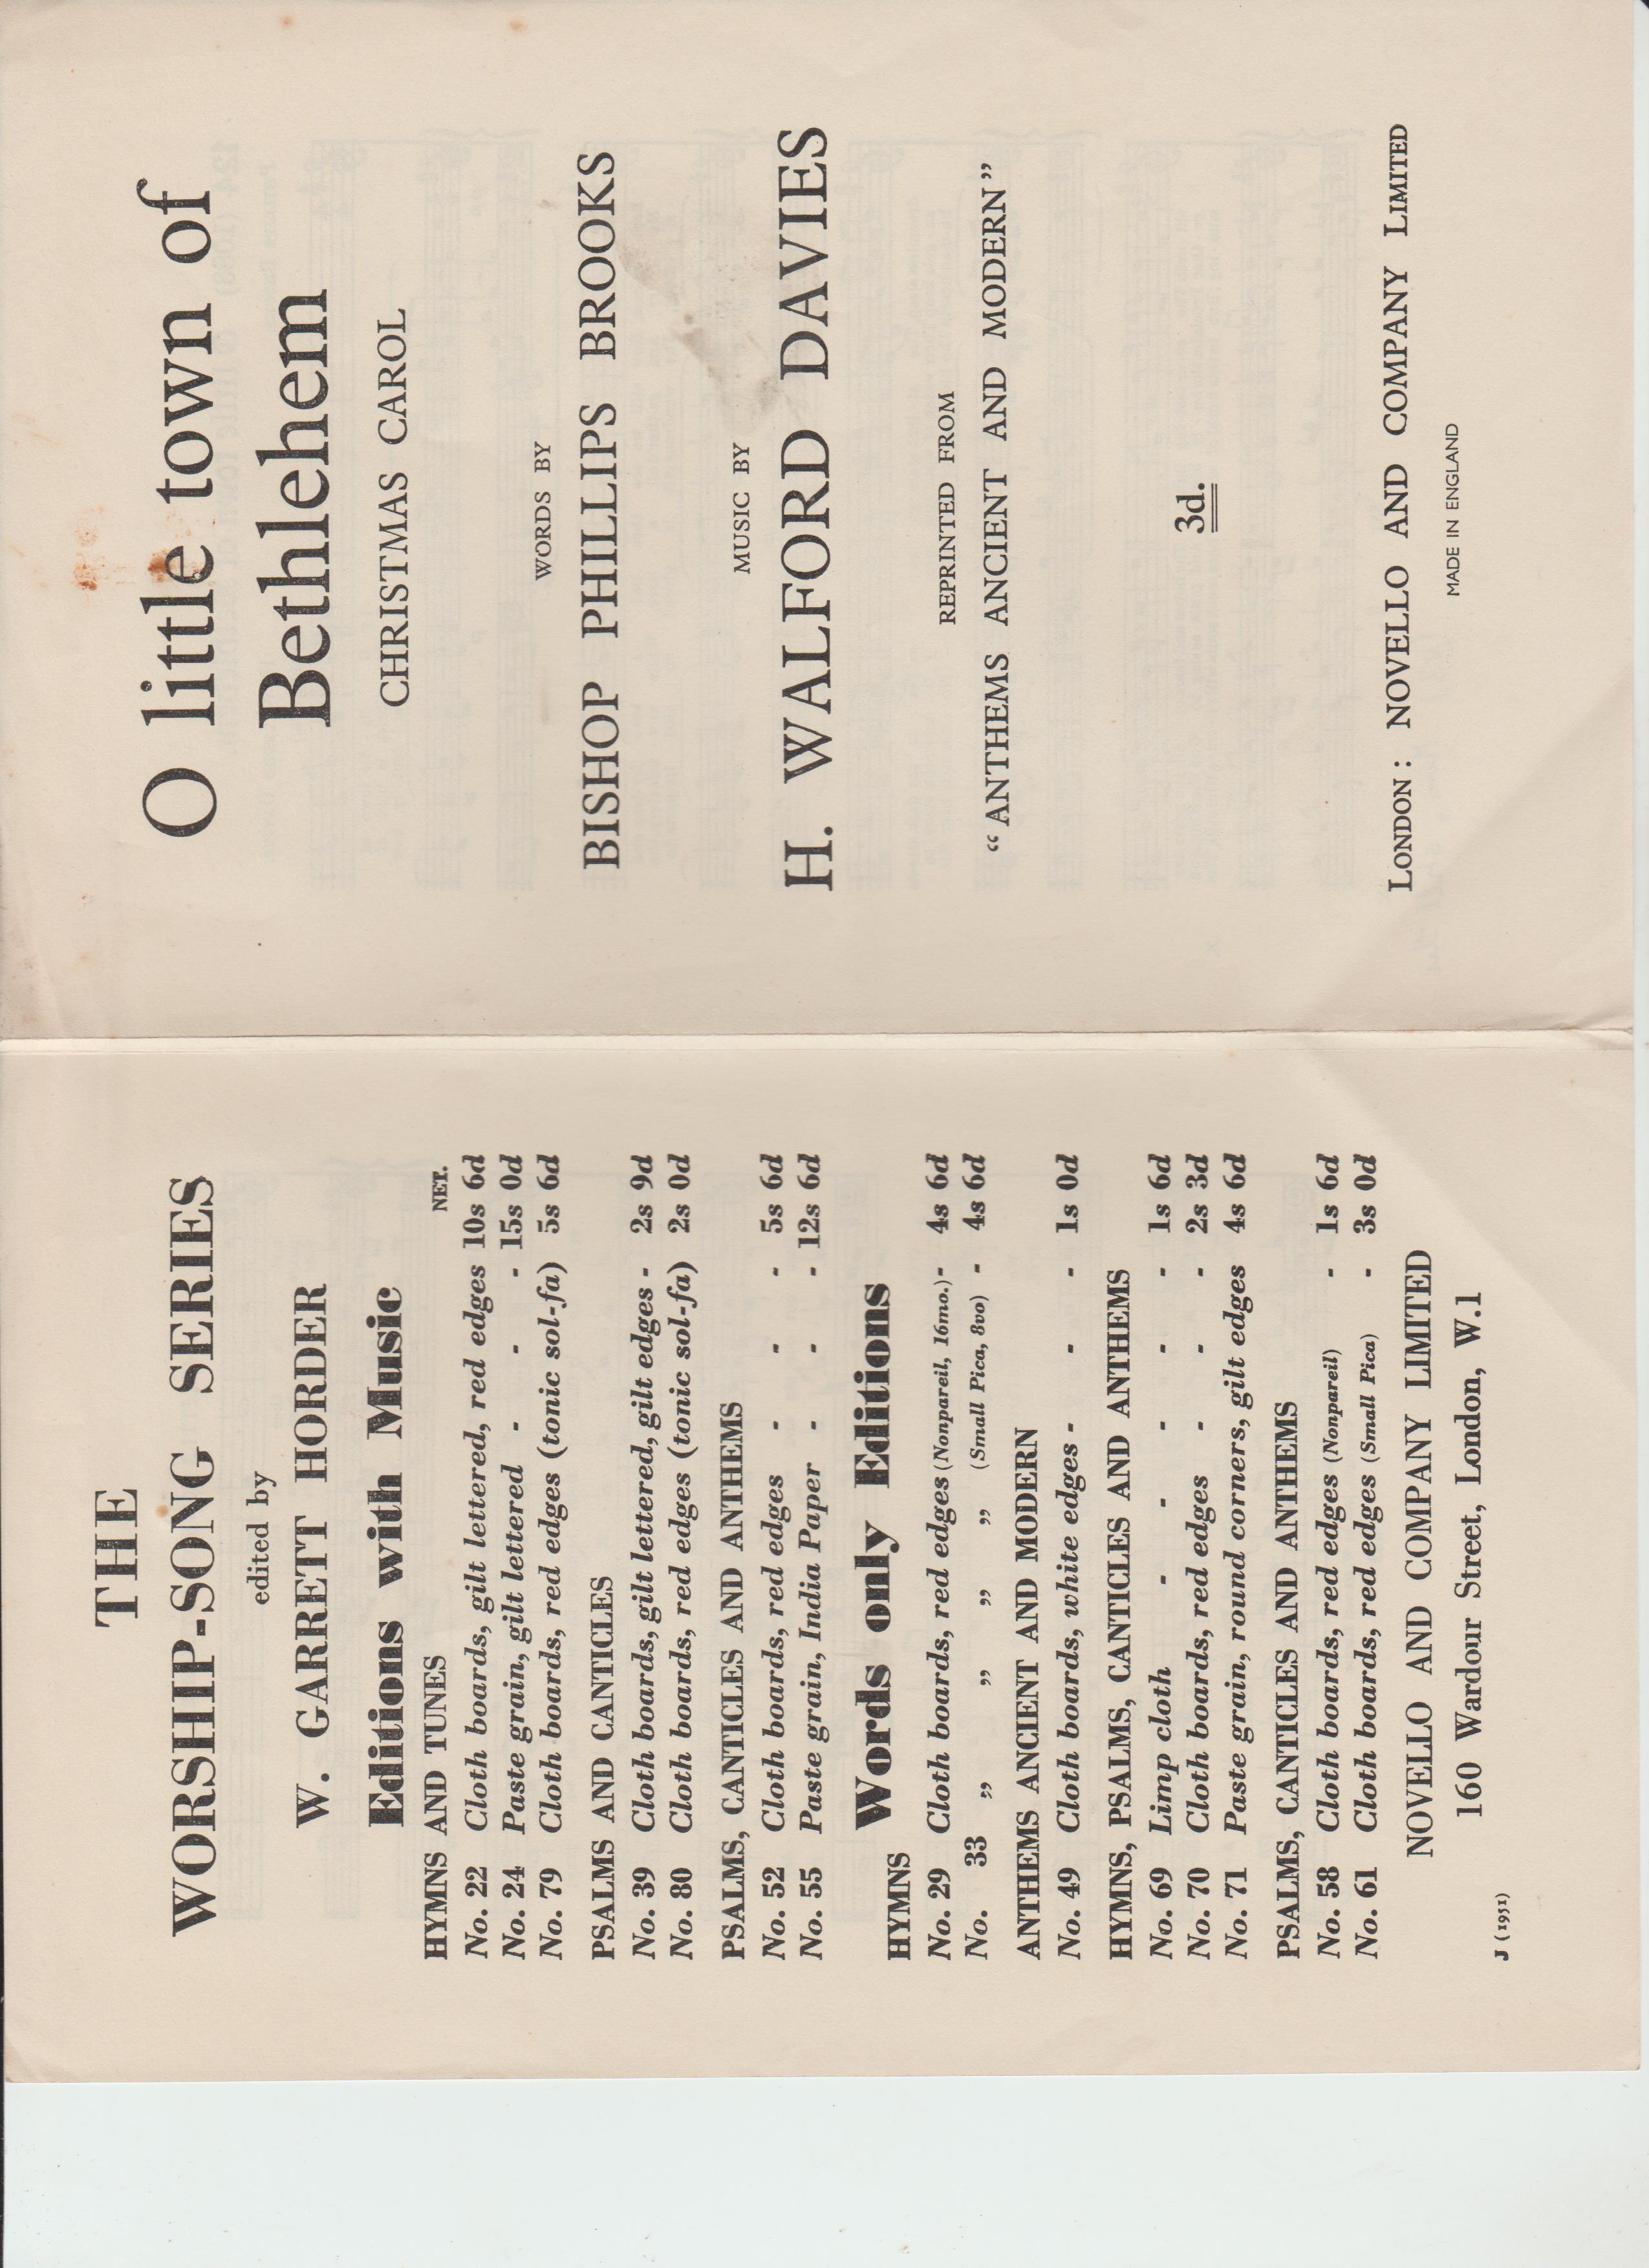 THE
WORSHIP-SONG SERIES
edited by
W. GARRETT HORDER
Editions with Music
HYMNS AND TUNES NET.
No. 22 Cloth boards, gilt lettered, red edges 10s 6d
No. 24 Paste grain, gilt lettered - - - 15s 0d
No. 79 Cloth boards, red edges (tonic sol-fa) 5s 6d
PSALMS AND CANTICLES
No. 39 Cloth boards, gilt lettered, gilt edges - 2s 9d
No. 80 Cloth boards, red edges (tonic sol-fa) 2s 0d
PSALMS, CANTICLES AND ANTHEMS
No. 52 Cloth boards, red edges - - - 5s 6d
No. 55 Paste grain, India Paper - - - 12s 6d
Words only Editions
HYMNS
No. 29 Cloth boards, red edges (Nonpareil, 16mo.) - 4s 6d
No. 33 „ „ „ „ (Small Pica, 8vo) - 4s 6d
ANTHEMS ANCIENT AND MODERN
No. 49 Cloth boards, white edges - - - 1s 0d
HYMNS, PSALMS, CANTICLES AND ANTHEMS
No. 69 Limp cloth - - - - - 1s 6d
No. 70 Cloth boards, red edges - - - 2s 3d
No. 71 Paste grain, round corners, gilt edges 4s 6d
PSALMS, CANTICLES AND ANTHEMS
No. 58 Cloth boards, red edges (Nonpareil) - 1s 6d
No. 61 Cloth boards, red edges (Small Pica) - 3s 0d
NOVELLO AND COMPANY LIMITED
160 Wardour Street, London, W.1
J (1951)
O little town of
Bethlehem
CHRISTMAS CAROL
WORDS BY
BISHOP PHILLIPS BROOKS
MUSIC BY
H. WALFORD DAVIES
REPRINTED FROM
“ ANTHEMS ANCIENT AND MODERN ”
3d.
LONDON : NOVELLO AND COMPANY LIMITED
MADE IN ENGLAND